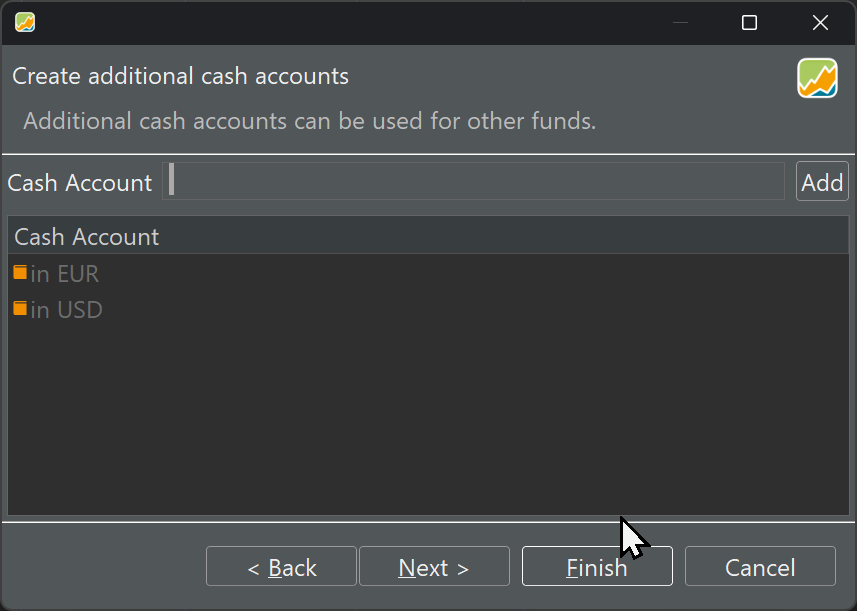 Create additional cash accounts
Additional cash accounts can be used for other funds.
Cash Account
Add
Cash Account
in EUR
in USD
< Back
Next >
Finish
Cancel